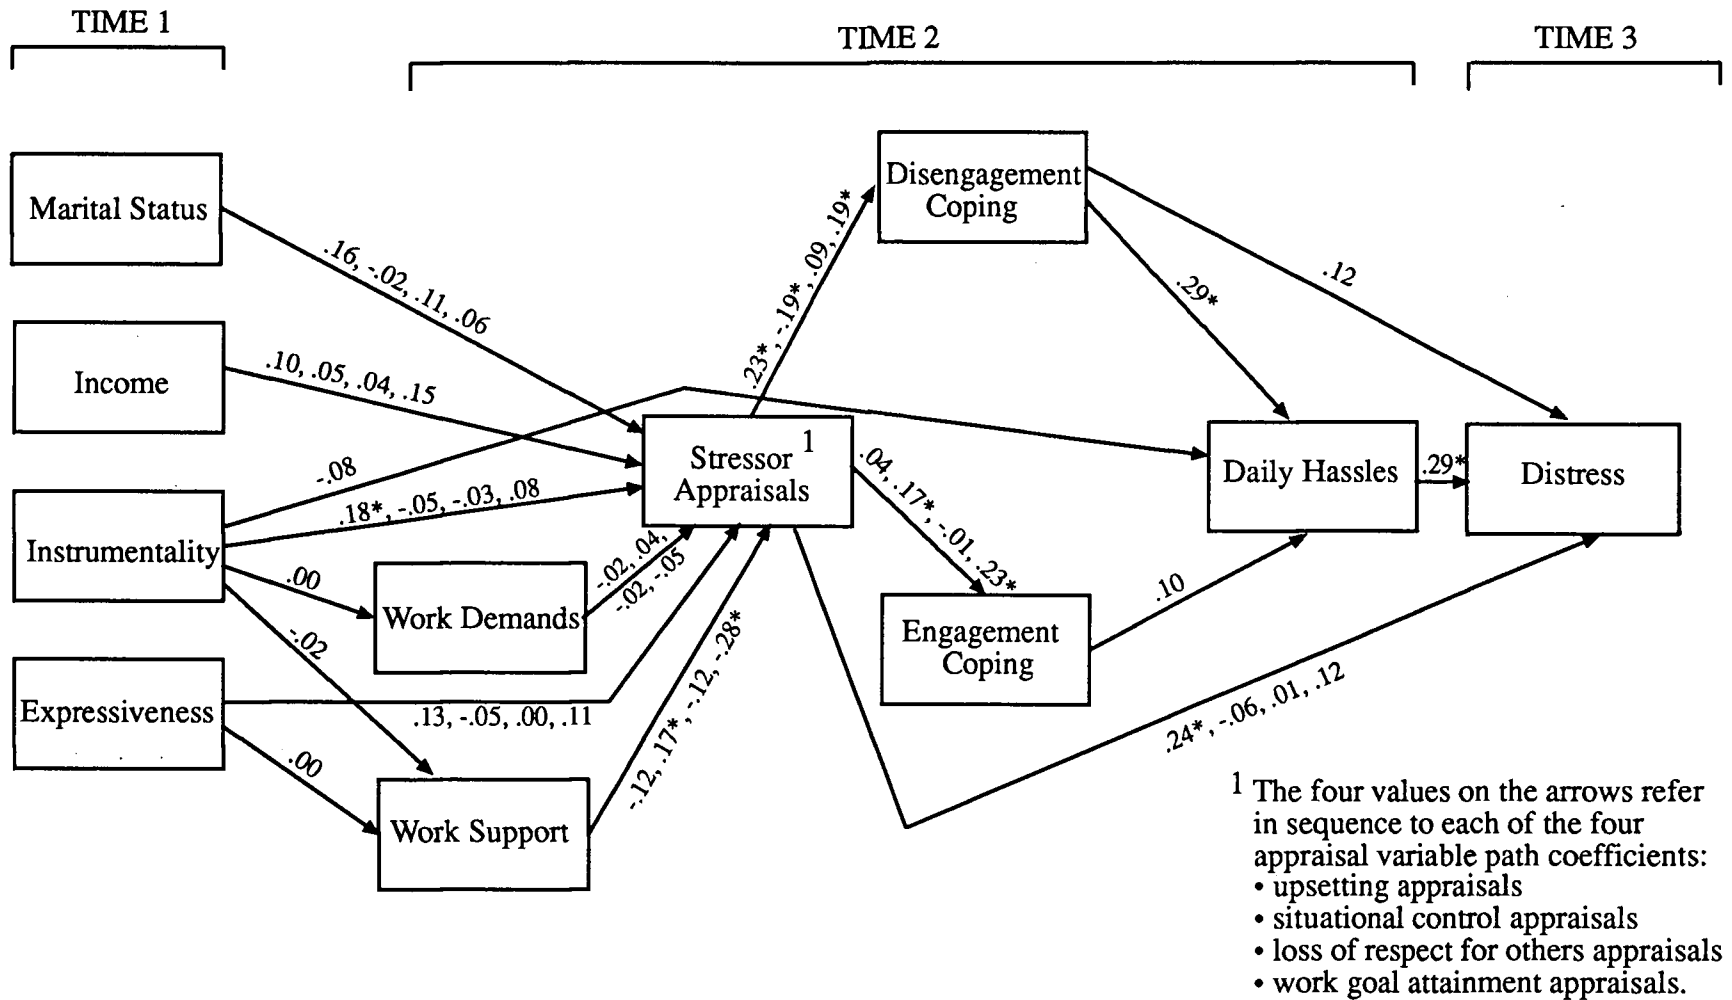 TIME 1
TIME 2
TIME 3
Marital Status
Income
Instrumentality
Expressiveness
Work Demands
Work Support
Stressor 1
Appraisals
Disengagement
Coping
Engagement
Coping
Daily Hassles
Distress
.16, -.02, .11, .06
.10, .05, .04, .15
-.08
.18*, -.05, -.03, .08
.00
-.02
.00
-.02, .04,
-.02, -.05
.13, -.05, .00, .11
-.12, .17*, -.12, -.28*
.23*, -.19*, .09, .19*
.04, .17*, -.01, .23*
.29*
.12
.10
.29*
.24*, -.06, .01, .12
1 The four values on the arrows refer
in sequence to each of the four
appraisal variable path coefficients:
• upsetting appraisals
• situational control appraisals
• loss of respect for others appraisals
• work goal attainment appraisals.